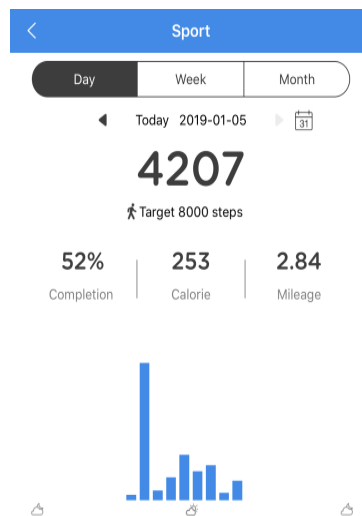 Sport
Day Week Month
Today 2019-01-05 31
4207
Target 8000 steps
52% 253 2.84
Completion Calorie Mileage